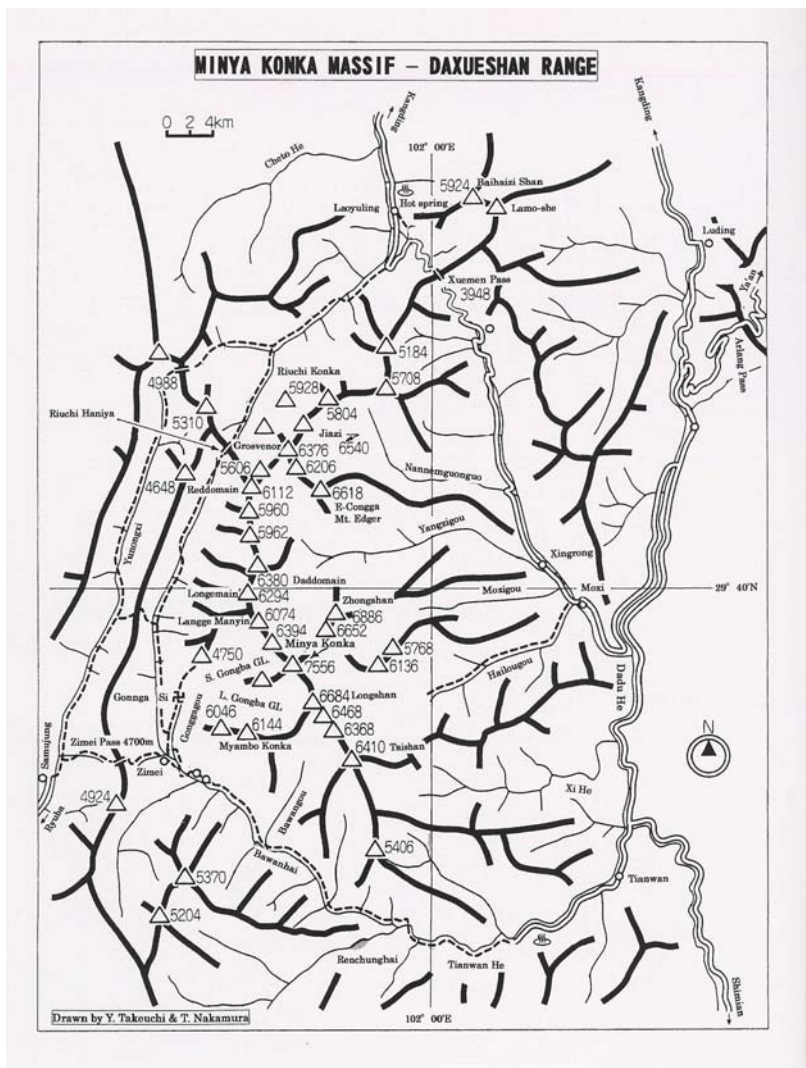 MINYA KONKA MASSIF – DAXUESHAN RANGE
0 2 4km
Kangding
Kangding
102° 00'E
Cheto He
5924
Baihaizi Shan
Hot spring
Laoyuling
Lamo-she
Luding
Ya'an
Xuemen Pass
3948
Arlang Pass
5184
4988
Riuchi Konka
5928
5708
5804
Riuchi Haniya
5310
Jiazi
6540
Grosvenor
6376
5606
6206
Nannemguonguo
4648
Reddomain
6112
6618
E-Congga
Mt. Edger
5960
Yunongxi
5962
Yangzigou
Xingrong
6380
Daddomain
29° 40'N
Longemain
6294
Moxigou
Moxi
Zhongshan
6886
Langge Manyin
6074
6652
6394
5768
Minya Konka
4750
7556
6136
Hailougou
S. Gongba GL.
Dadu He
Gonnga
Si
L. Gongba GL
6684
Longshan
6468
Gonggagou
6046
6144
6368
Myambo Konka
N
Zimei Pass 4700m
6410
Taishan
Samujung
Zimei
Xi He
Bawangou
4924
Ryuba
5406
Bawanhai
5370
Tianwan
5204
Renchunghai
Tianwan He
Shimian
Drawn by Y. Takeuchi & T. Nakamura
102° 00'E